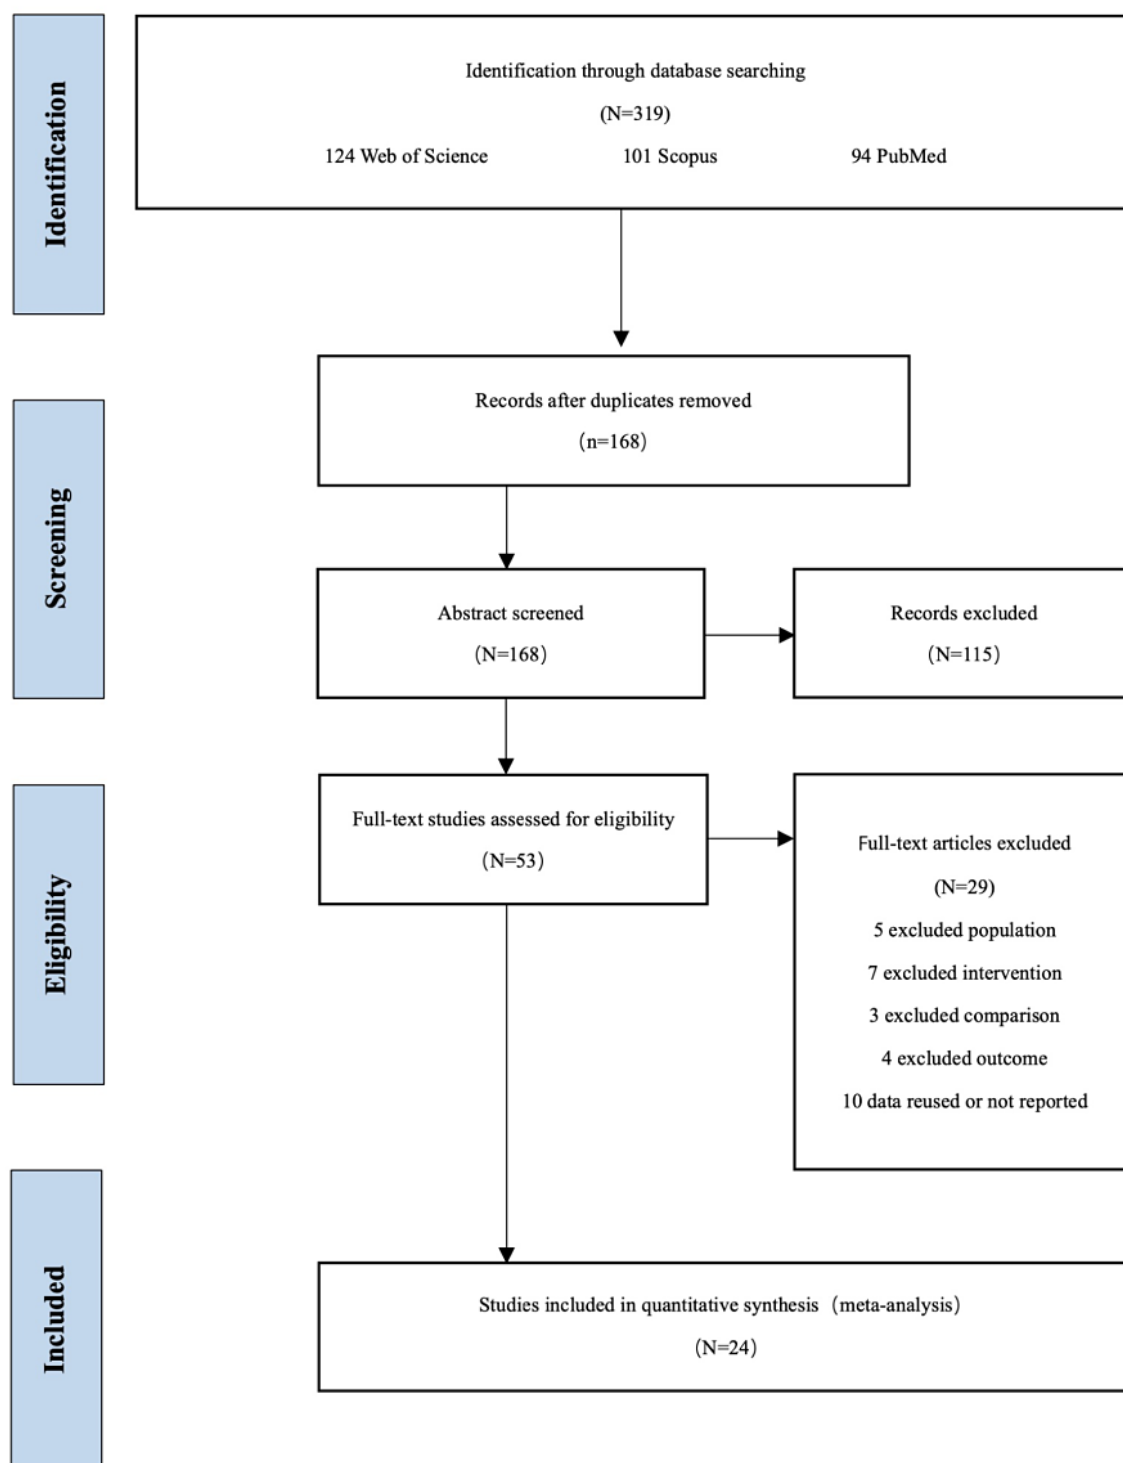 Identification
Identification through database searching
(N=319)
124 Web of Science 101 Scopus 94 PubMed
Screening
Records after duplicates removed
（n=168）
Abstract screened
（N=168）
Records excluded
（N=115）
Eligibility
Full-text studies assessed for eligibility
（N=53）
Full-text articles excluded
(N=29)
5 excluded population
7 excluded intervention
3 excluded comparison
4 excluded outcome
10 data reused or not reported
Included
Studies included in quantitative synthesis（meta-analysis）
（N=24）